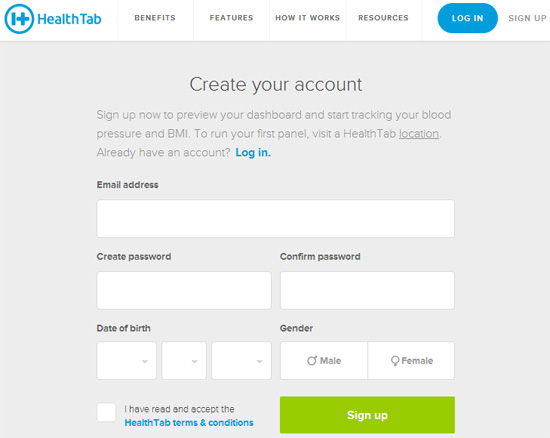 HealthTab
BENEFITS
FEATURES
HOW IT WORKS
RESOURCES
LOG IN
SIGN UP
Create your account
Sign up now to preview your dashboard and start tracking your blood
pressure and BMI. To run your first panel, visit a HealthTab location.
Already have an account? Log in.
Email address
Create password
Confirm password
Date of birth
Gender
Male
Female
I have read and accept the
HealthTab terms & conditions
Sign up